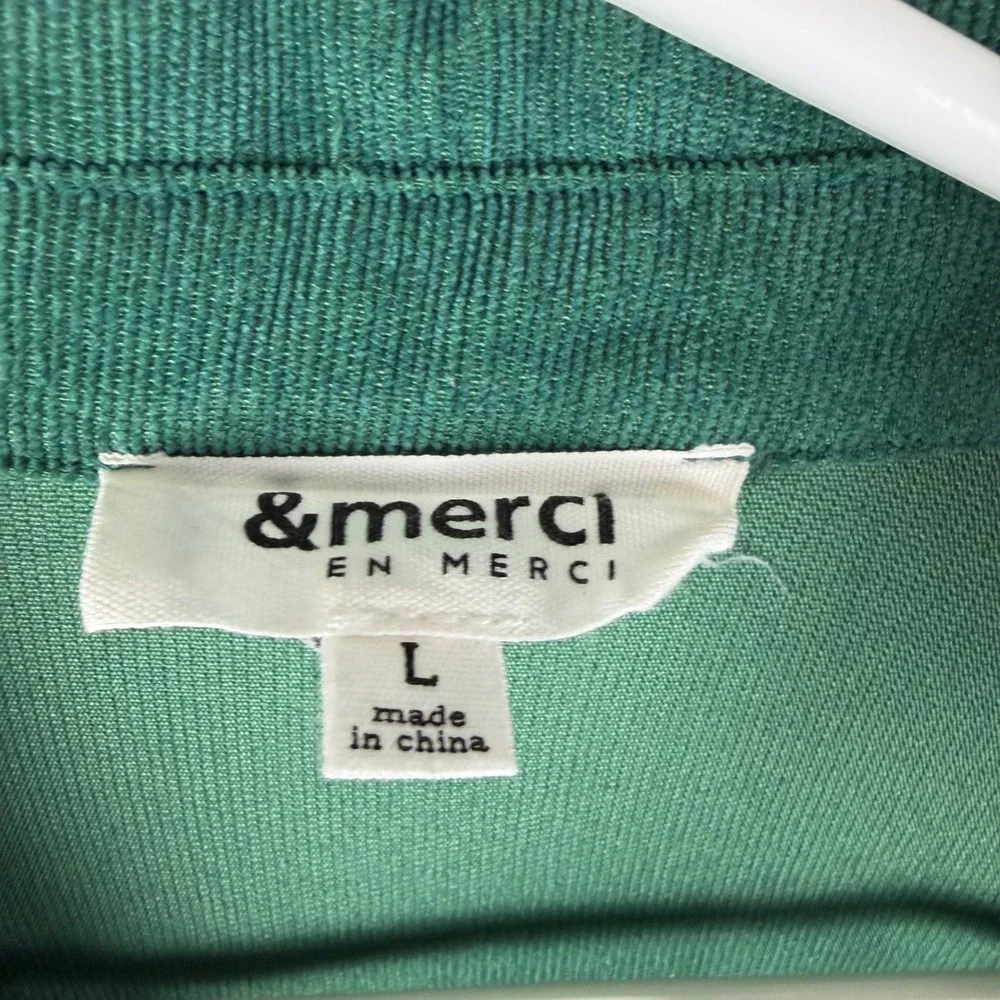 &merci
EN MERCI
L
made
in china